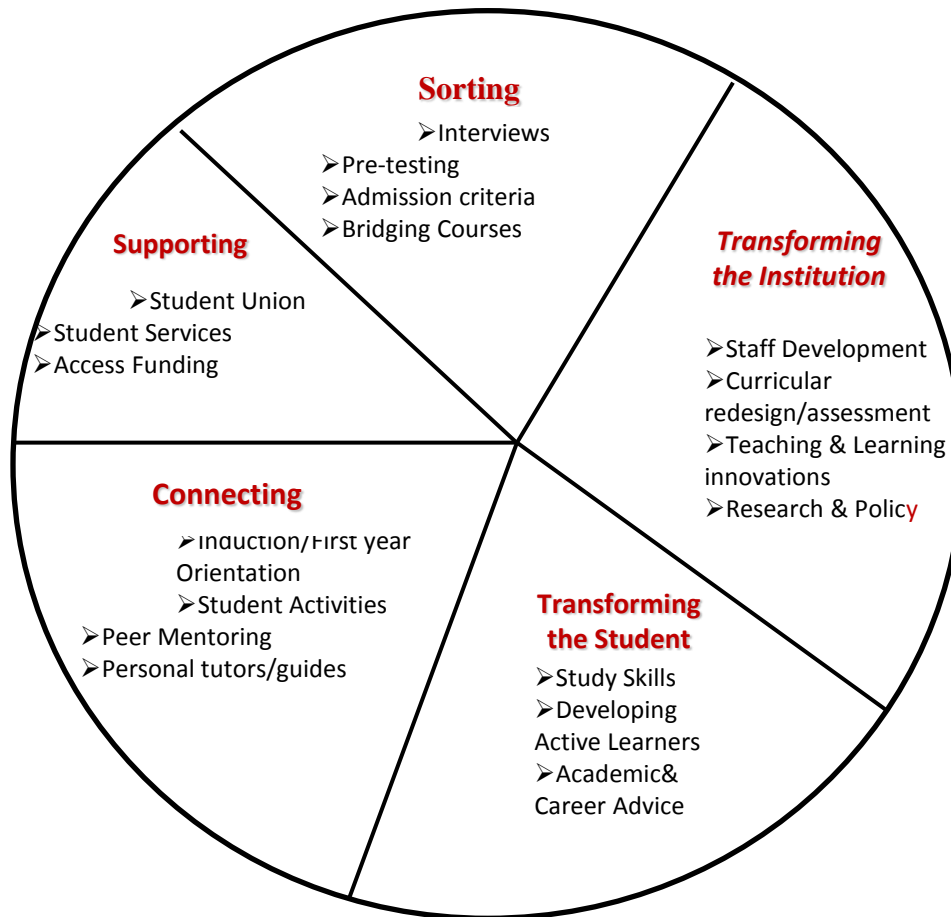 Sorting
➢Interviews
➢Pre-testing
➢Admission criteria
➢Bridging Courses
Supporting
➢Student Union
➢Student Services
➢Access Funding
Transforming
the Institution
➢Staff Development
➢Curricular
redesign/assessment
➢Teaching & Learning
innovations
➢Research & Policy
Connecting
➢Induction/First year
Orientation
➢Student Activities
➢Peer Mentoring
➢Personal tutors/guides
Transforming
the Student
➢Study Skills
➢Developing
Active Learners
➢Academic&
Career Advice